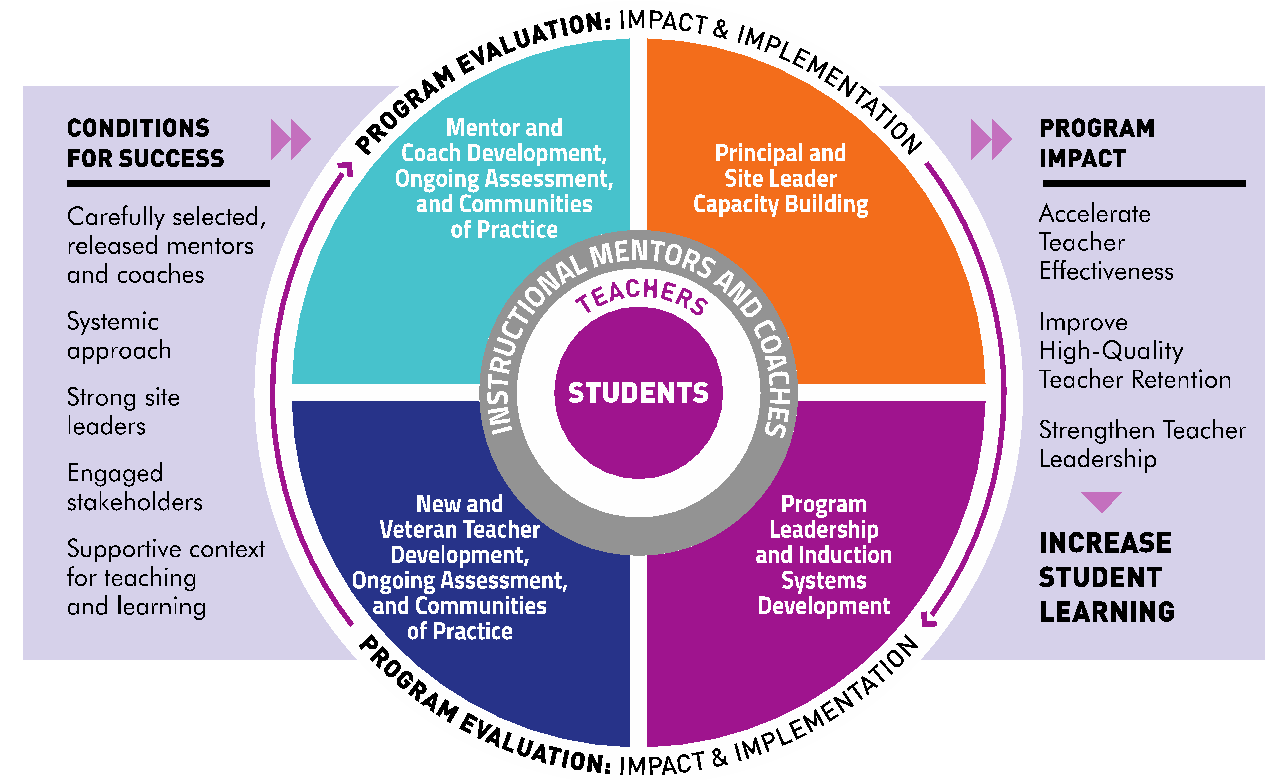 PROGRAM EVALUATION: IMPACT & IMPLEMENTATION
CONDITIONS
FOR SUCCESS
Carefully selected,
released mentors
and coaches
Systemic
approach
Strong site
leaders
Engaged
stakeholders
Supportive context
for teaching
and learning
Mentor and
Coach Development,
Ongoing Assessment,
and Communities
of Practice
Principal and
Site Leader
Capacity Building
INSTRUCTIONAL MENTORS AND COACHES
TEACHERS
STUDENTS
New and
Veteran Teacher
Development,
Ongoing Assessment,
and Communities
of Practice
Program
Leadership
and Induction
Systems
Development
PROGRAM
IMPACT
Accelerate
Teacher
Effectiveness
Improve
High-Quality
Teacher Retention
Strengthen Teacher
Leadership
INCREASE
STUDENT
LEARNING
PROGRAM EVALUATION: IMPACT & IMPLEMENTATION